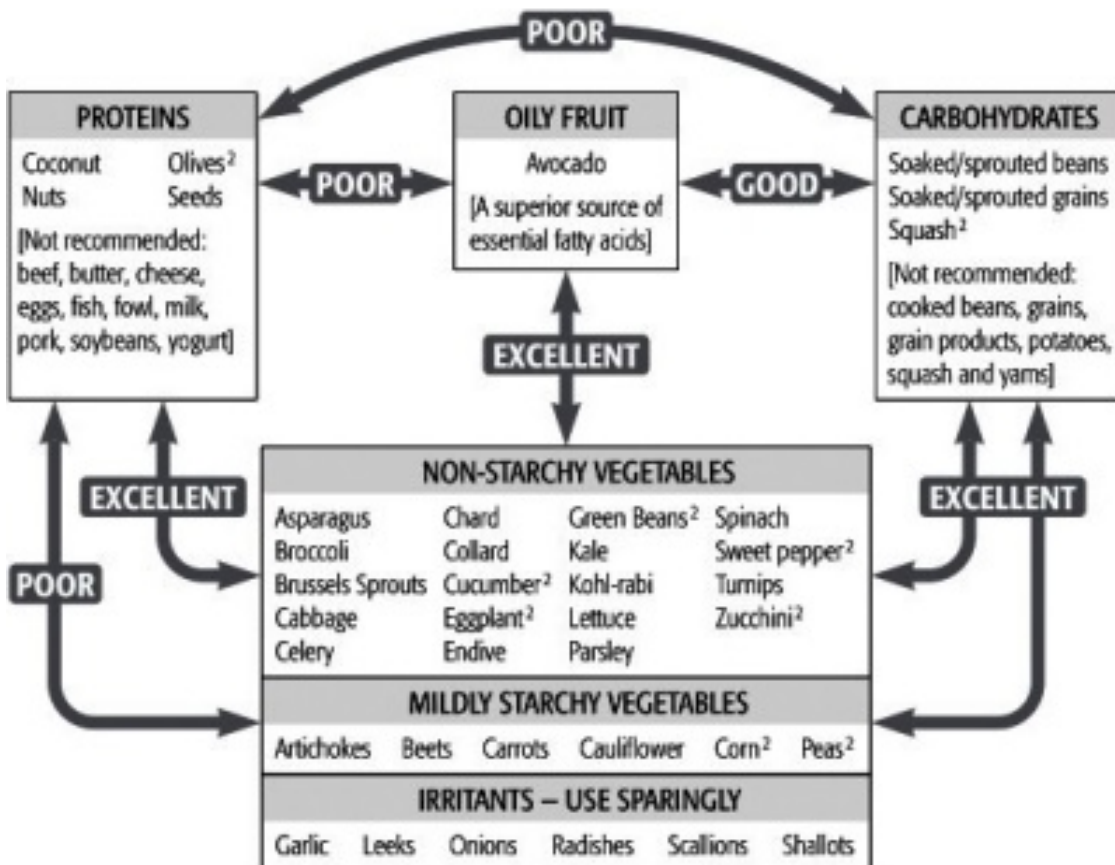 POOR
PROTEINS
Coconut Olives²
Nuts Seeds
[Not recommended:
beef, butter, cheese,
eggs, fish, fowl, milk,
pork, soybeans, yogurt]
POOR
OILY FRUIT
Avocado
[A superior source of
essential fatty acids]
GOOD
CARBOHYDRATES
Soaked/sprouted beans
Soaked/sprouted grains
Squash²
[Not recommended:
cooked beans, grains,
grain products, potatoes,
squash and yams]
EXCELLENT
EXCELLENT
EXCELLENT
POOR
NON-STARCHY VEGETABLES
Asparagus Chard Green Beans² Spinach
Broccoli Collard Kale Sweet pepper²
Brussels Sprouts Cucumber² Kohl-rabi Turnips
Cabbage Eggplant² Lettuce Zucchini²
Celery Endive Parsley
MILDLY STARCHY VEGETABLES
Artichokes Beets Carrots Cauliflower Corn² Peas²
IRRITANTS – USE SPARINGLY
Garlic Leeks Onions Radishes Scallions Shallots